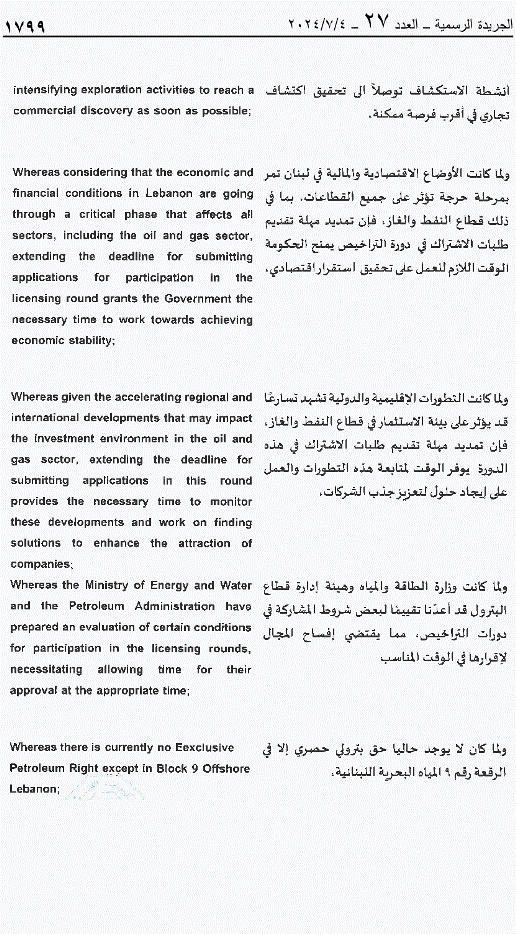 الجريدة الرسمية ــ العدد ٢٧ ــ ٢٠٢٤/٧/٤
١٧٩٩
intensifying exploration activities to reach a
commercial discovery as soon as possible;
Whereas considering that the economic and
financial conditions in Lebanon are going
through a critical phase that affects all
sectors, including the oil and gas sector,
extending the deadline for submitting
applications for participation in the
licensing round grants the Government the
necessary time to work towards achieving
economic stability;
Whereas given the accelerating regional and
international developments that may impact
the investment environment in the oil and
gas sector, extending the deadline for
submitting applications in this round
provides the necessary time to monitor
these developments and work on finding
solutions to enhance the attraction of
companies;
Whereas the Ministry of Energy and Water
and the Petroleum Administration have
prepared an evaluation of certain conditions
for participation in the licensing rounds,
necessitating allowing time for their
approval at the appropriate time;
Whereas there is currently no Eexclusive
Petroleum Right except in Block 9 Offshore
Lebanon;
أنشطة الاستكشاف توصلاً الى تحقيق اكتشاف
تجاري في أقرب فرصة ممكنة،
ولما كانت الأوضاع الاقتصادية والمالية في لبنان تمر
بمرحلة حرجة تؤثر على جميع القطاعات، بما في
ذلك قطاع النفط والغاز، فإن تمديد مهلة تقديم
طلبات الاشتراك في دورة التراخيص يمنح الحكومة
الوقت اللازم للعمل على تحقيق استقرار اقتصادي،
ولما كانت التطورات الإقليمية والدولية تشهد تسارعًا
قد يؤثر على بيئة الاستثمار في قطاع النفط والغاز،
فإن تمديد مهلة تقديم طلبات الاشتراك في هذه
الدورة يوفر الوقت لمتابعة هذه التطورات والعمل
على إيجاد حلول لتعزيز جذب الشركات،
ولما كانت وزارة الطاقة والمياه وهيئة إدارة قطاع
البترول قد أعدّتا تقييمًا لبعض شروط المشاركة في
دورات التراخيص، مما يقتضي إفساح المجال
لإقرارها في الوقت المناسب
ولما كان لا يوجد حاليا حق بترولي حصري إلا في
الرقعة رقم ٩ المياه البحرية اللبنانية،